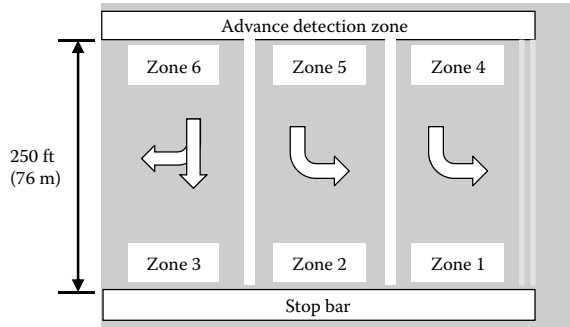 Advance detection zone
Zone 6
Zone 5
Zone 4
250 ft
(76 m)
Zone 3
Zone 2
Zone 1
Stop bar